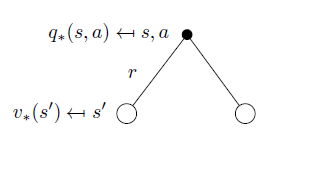 q∗(s, a) ↤ s, a
r
v∗(s′) ↤ s′